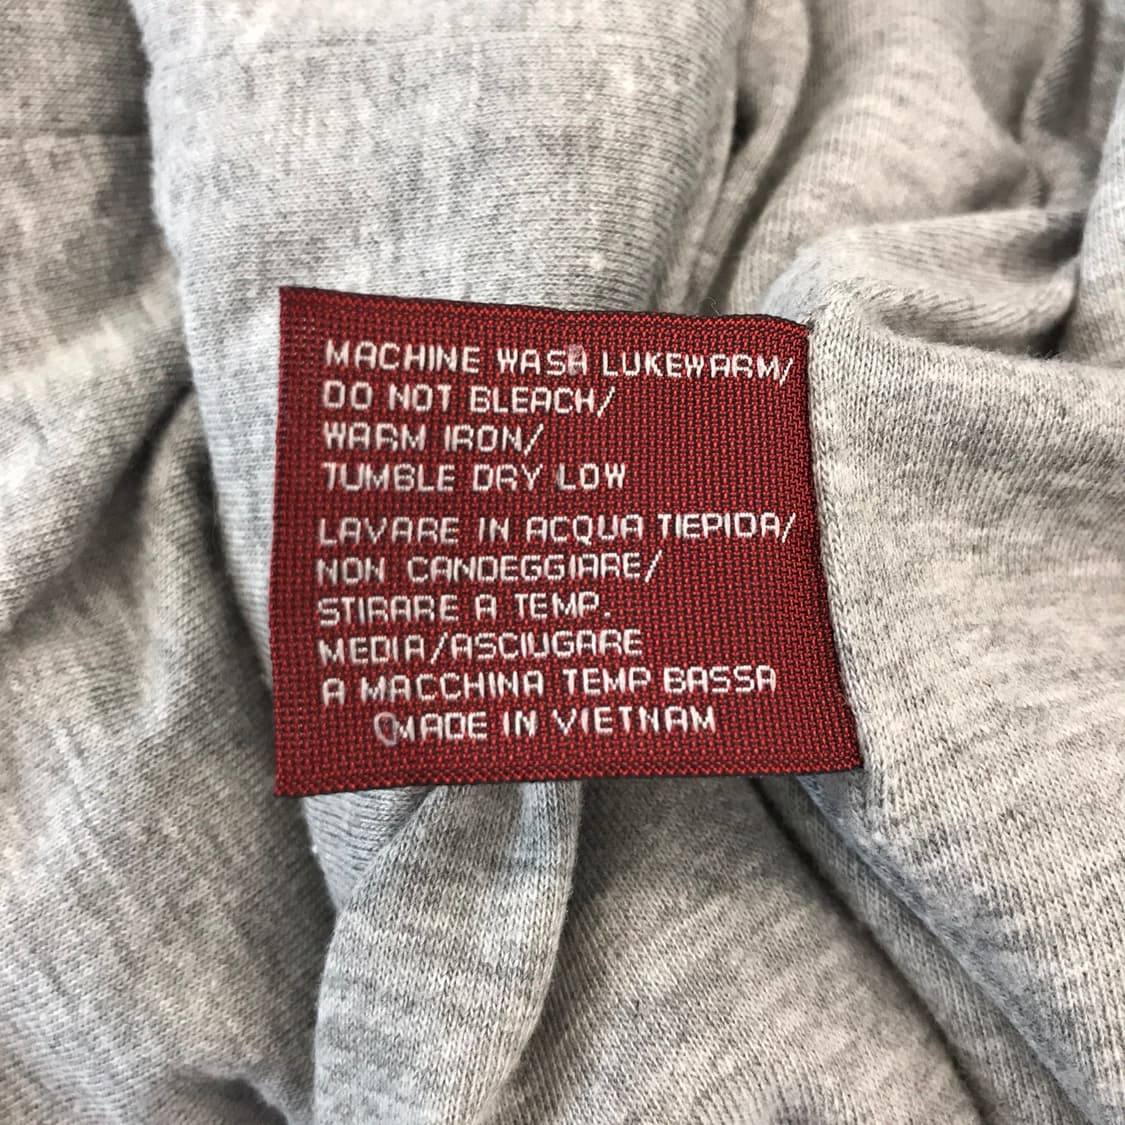 MACHINE WASH LUKEWARM/
DO NOT BLEACH/
WARM IRON/
TUMBLE DRY LOW
LAVARE IN ACQUA TIEPIDA/
NON CANDEGGIARE/
STIRARE A TEMP.
MEDIA/ASCIUGARE
A MACCHINA TEMP BASSA
MADE IN VIETNAM